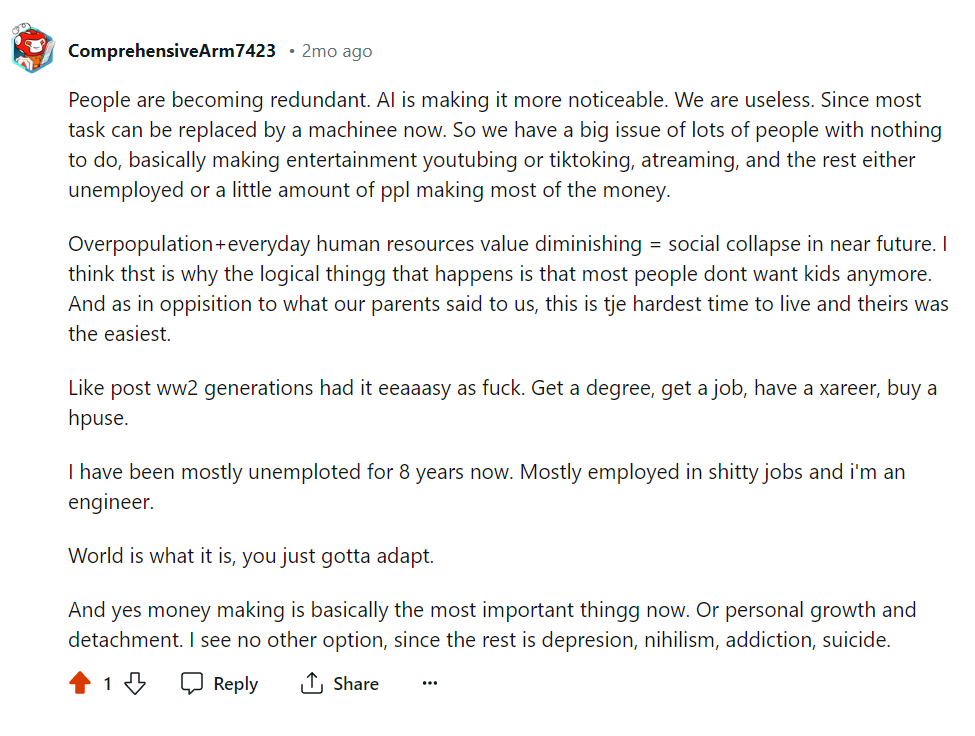 ComprehensiveArm7423 • 2mo ago
People are becoming redundant. AI is making it more noticeable. We are useless. Since most
task can be replaced by a machinee now. So we have a big issue of lots of people with nothing
to do, basically making entertainment youtubing or tiktoking, atreaming, and the rest either
unemployed or a little amount of ppl making most of the money.
Overpopulation+everyday human resources value diminishing = social collapse in near future. I
think thst is why the logical thingg that happens is that most people dont want kids anymore.
And as in oppisition to what our parents said to us, this is tje hardest time to live and theirs was
the easiest.
Like post ww2 generations had it eeaaasy as fuck. Get a degree, get a job, have a xareer, buy a
hpuse.
I have been mostly unemploted for 8 years now. Mostly employed in shitty jobs and i'm an
engineer.
World is what it is, you just gotta adapt.
And yes money making is basically the most important thingg now. Or personal growth and
detachment. I see no other option, since the rest is depresion, nihilism, addiction, suicide.
1 Reply Share ...